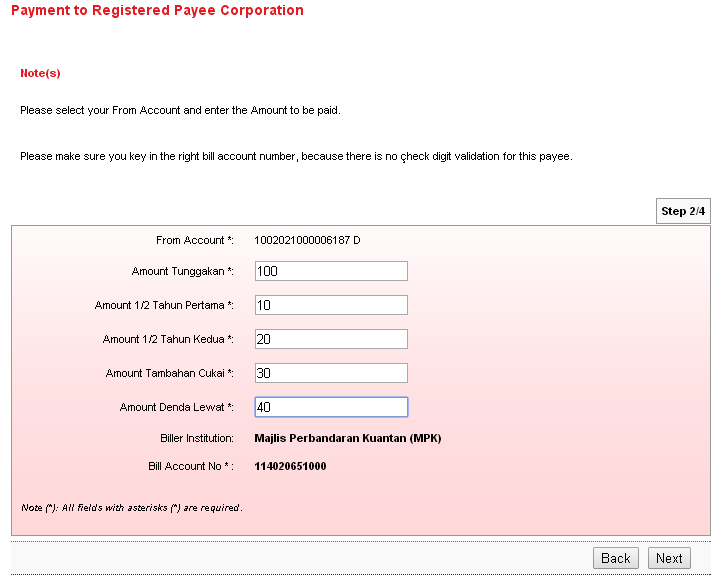 Payment to Registered Payee Corporation
Note(s)
Please select your From Account and enter the Amount to be paid.
Please make sure you key in the right bill account number, because there is no check digit validation for this payee.
Step 2/4
From Account *: 1002021000006187 D
Amount Tunggakan *: 100
Amount 1/2 Tahun Pertama *: 10
Amount 1/2 Tahun Kedua *: 20
Amount Tambahan Cukai *: 30
Amount Denda Lewat *: 40
Biller Institution: Majlis Perbandaran Kuantan (MPK)
Bill Account No * : 114020651000
Note (*): All fields with asterisks (*) are required.
Back Next